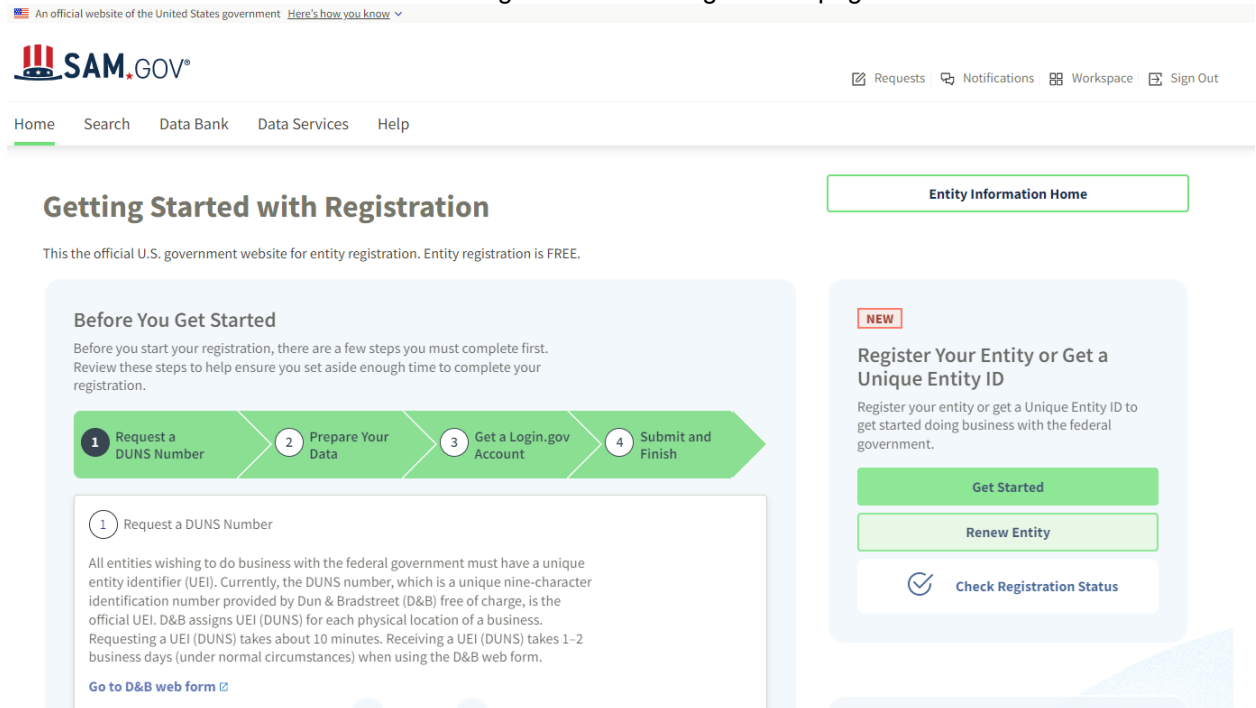 An official website of the United States government Here's how you know
SAM.GOV®
Requests Notifications Workspace Sign Out
Home Search Data Bank Data Services Help
Getting Started with Registration
Entity Information Home
This the official U.S. government website for entity registration. Entity registration is FREE.
Before You Get Started
Before you start your registration, there are a few steps you must complete first.
Review these steps to help ensure you set aside enough time to complete your
registration.
1 Request a
DUNS Number
2 Prepare Your
Data
3 Get a Login.gov
Account
4 Submit and
Finish
1 Request a DUNS Number
All entities wishing to do business with the federal government must have a unique
entity identifier (UEI). Currently, the DUNS number, which is a unique nine-character
identification number provided by Dun & Bradstreet (D&B) free of charge, is the
official UEI. D&B assigns UEI (DUNS) for each physical location of a business.
Requesting a UEI (DUNS) takes about 10 minutes. Receiving a UEI (DUNS) takes 1–2
business days (under normal circumstances) when using the D&B web form.
Go to D&B web form
NEW
Register Your Entity or Get a
Unique Entity ID
Register your entity or get a Unique Entity ID to
get started doing business with the federal
government.
Get Started
Renew Entity
Check Registration Status